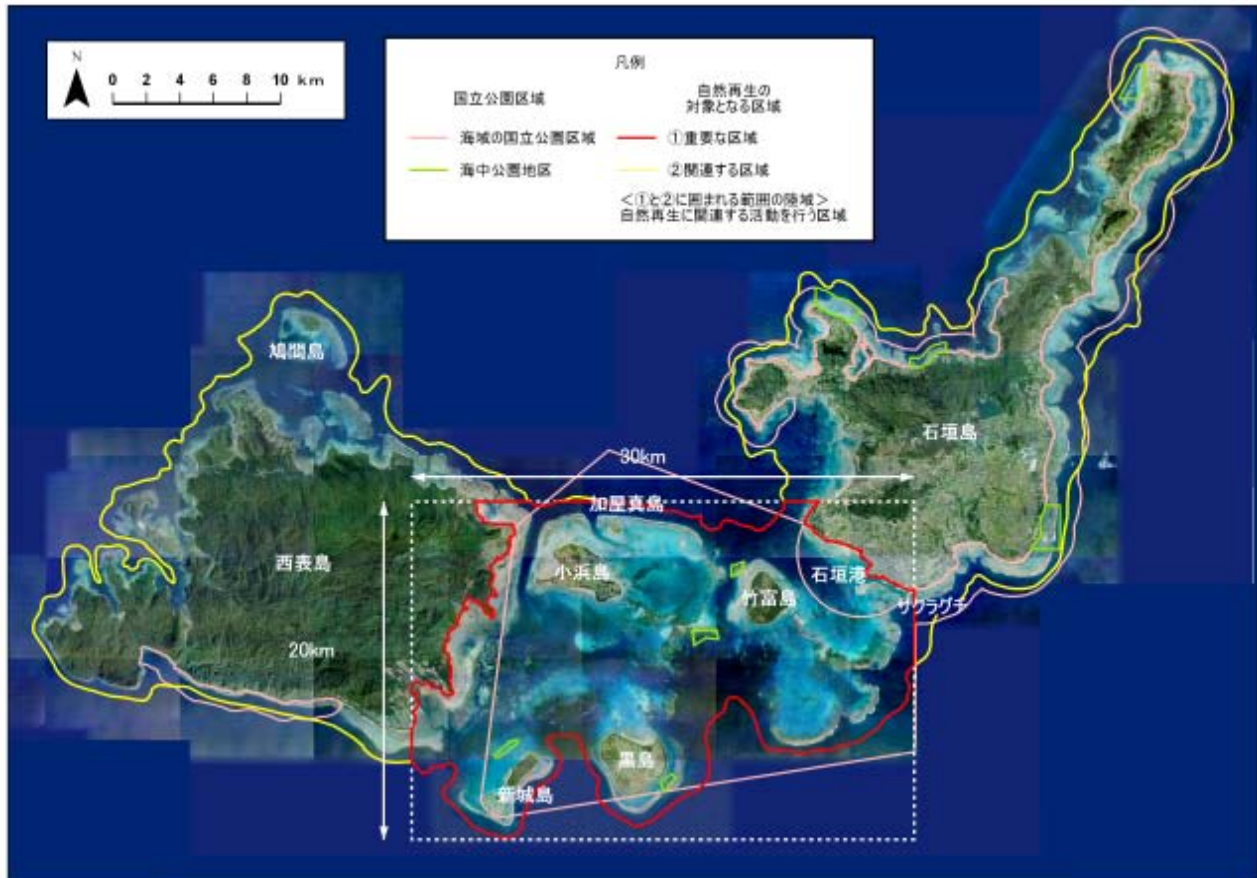 N
0 2 4 6 8 10 km
凡例
国立公園区域
自然再生の
対象となる区域
海域の国立公園区域
①重要な区域
海中公園地区
②関連する区域
<①と②に囲まれる範囲の陸域>
自然再生に関連する活動を行う区域
鳩間島
石垣島
30km
加屋真島
西表島
小浜島
竹富島
石垣港
サクラグチ
20km
黒島
新城島